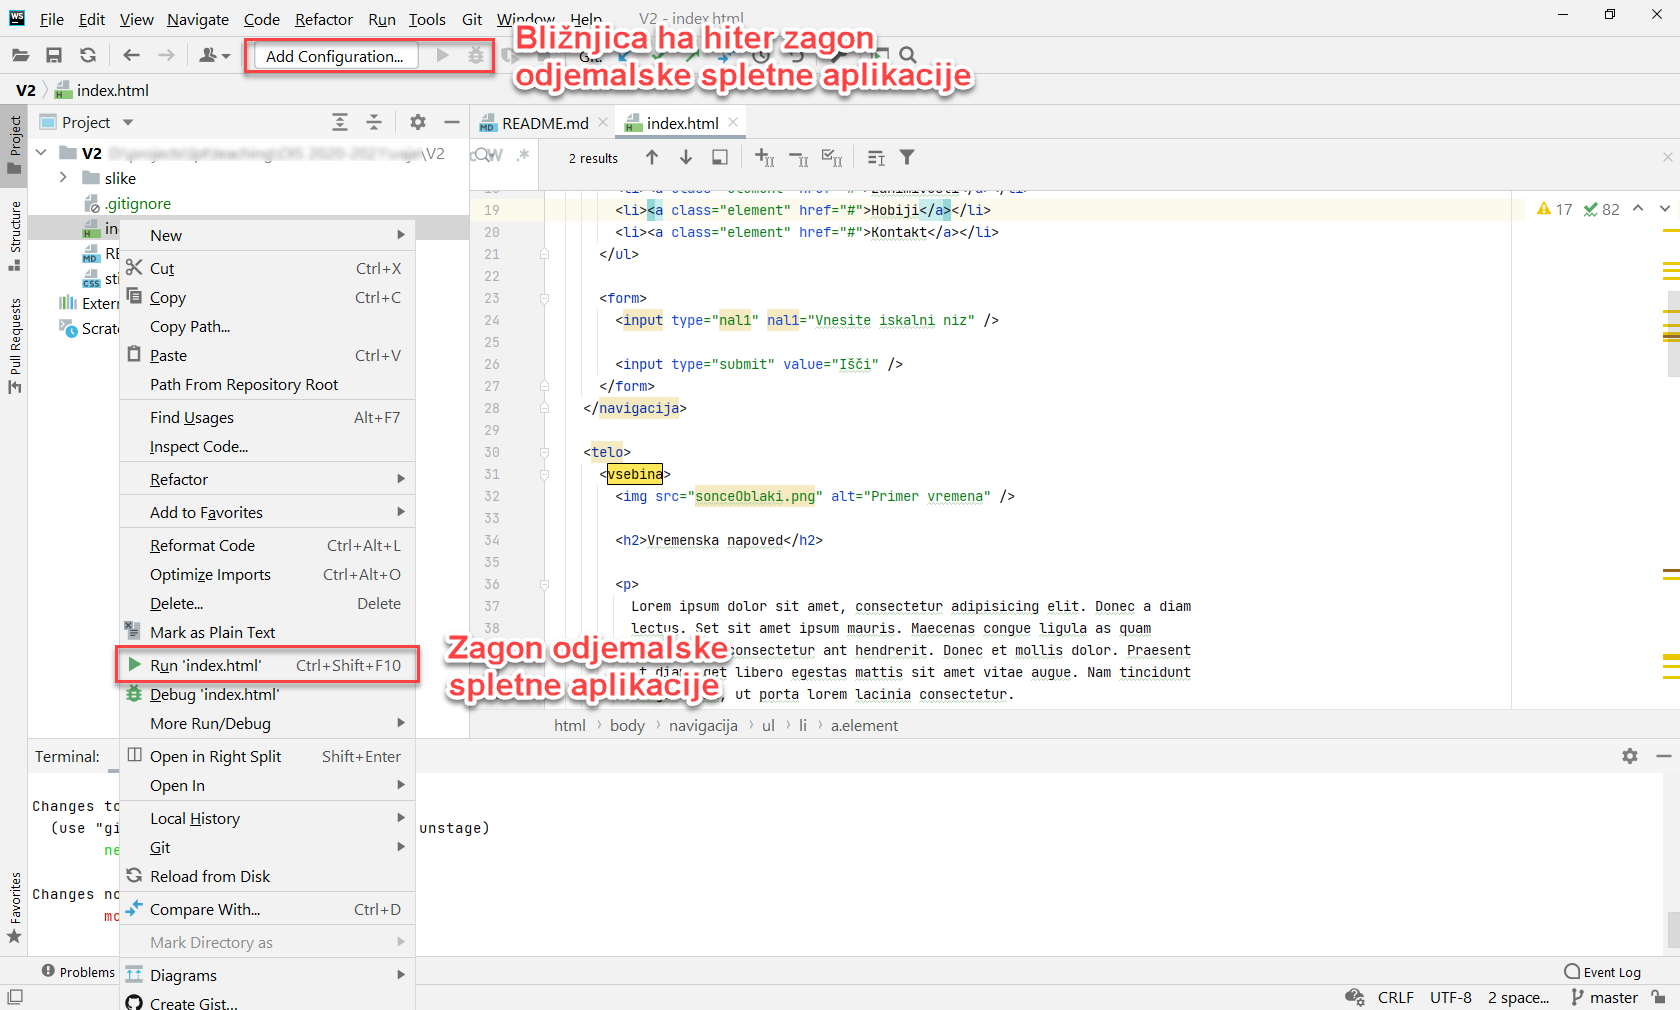 WS File Edit View Navigate Code Refactor Run Tools Git Window Help V2 - index.html
Add Configuration... Git:
Bližnjica ha hiter zagon
odjemalske spletne aplikacije
V2 index.html
Project
Structure
Pull Requests
Favorites
Project
V2 \V2
slike
.gitignore
in
RE
sti
Extern
Scratc
README.md index.html
W .* 2 results
19 <li><a class="element" href="#">Hobiji</a></li>
20 <li><a class="element" href="#">Kontakt</a></li>
21 </ul>
22
23 <form>
24 <input type="nal1" nal1="Vnesite iskalni niz" />
25
26 <input type="submit" value="Išči" />
27 </form>
28 </navigacija>
29
30 <telo>
31 <vsebina>
32 <img src="sonceOblaki.png" alt="Primer vremena" />
33
34 <h2>Vremenska napoved</h2>
35
36 <p>
37 Lorem ipsum dolor sit amet, consectetur adipisicing elit. Donec a diam
38 lectus. Set sit amet ipsum mauris. Maecenas congue ligula as quam
consectetur ant hendrerit. Donec et mollis dolor. Praesent
diam get libero egestas mattis sit amet vitae augue. Nam tincidunt
ut porta lorem lacinia consectetur.
17 82
html › body › navigacija › ul › li › a.element
New
Cut Ctrl+X
Copy Ctrl+C
Copy Path...
Paste Ctrl+V
Path From Repository Root
Find Usages Alt+F7
Inspect Code...
Refactor
Add to Favorites
Reformat Code Ctrl+Alt+L
Optimize Imports Ctrl+Alt+O
Delete... Delete
Mark as Plain Text
Run 'index.html' Ctrl+Shift+F10
Debug 'index.html'
More Run/Debug
Open in Right Split Shift+Enter
Open In
Local History
Git
Reload from Disk
Compare With... Ctrl+D
Mark Directory as
Diagrams
Create Gist...
Zagon odjemalske
spletne aplikacije
Terminal:
Changes to
(use "gi unstage)
ne
Changes no
mo
Problems Event Log
CRLF UTF-8 2 space... master